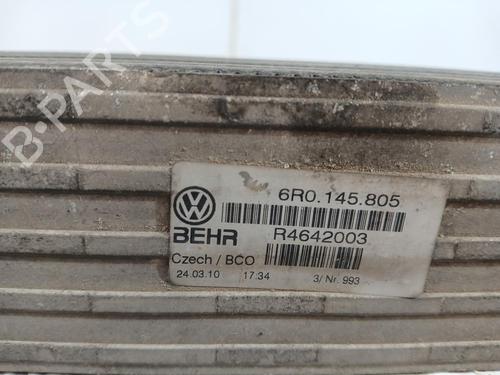 B-PARTS
6R0.145.805
BEHR
R4642003
Czech / BCO
24.03.10 17:34 3/ Nr. 993